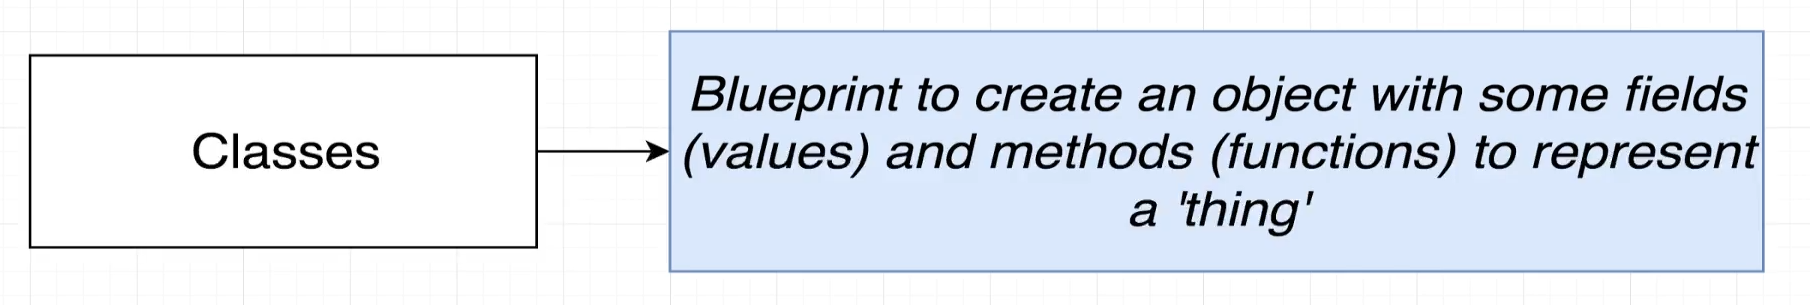 Classes
Blueprint to create an object with some fields
(values) and methods (functions) to represent
a 'thing'